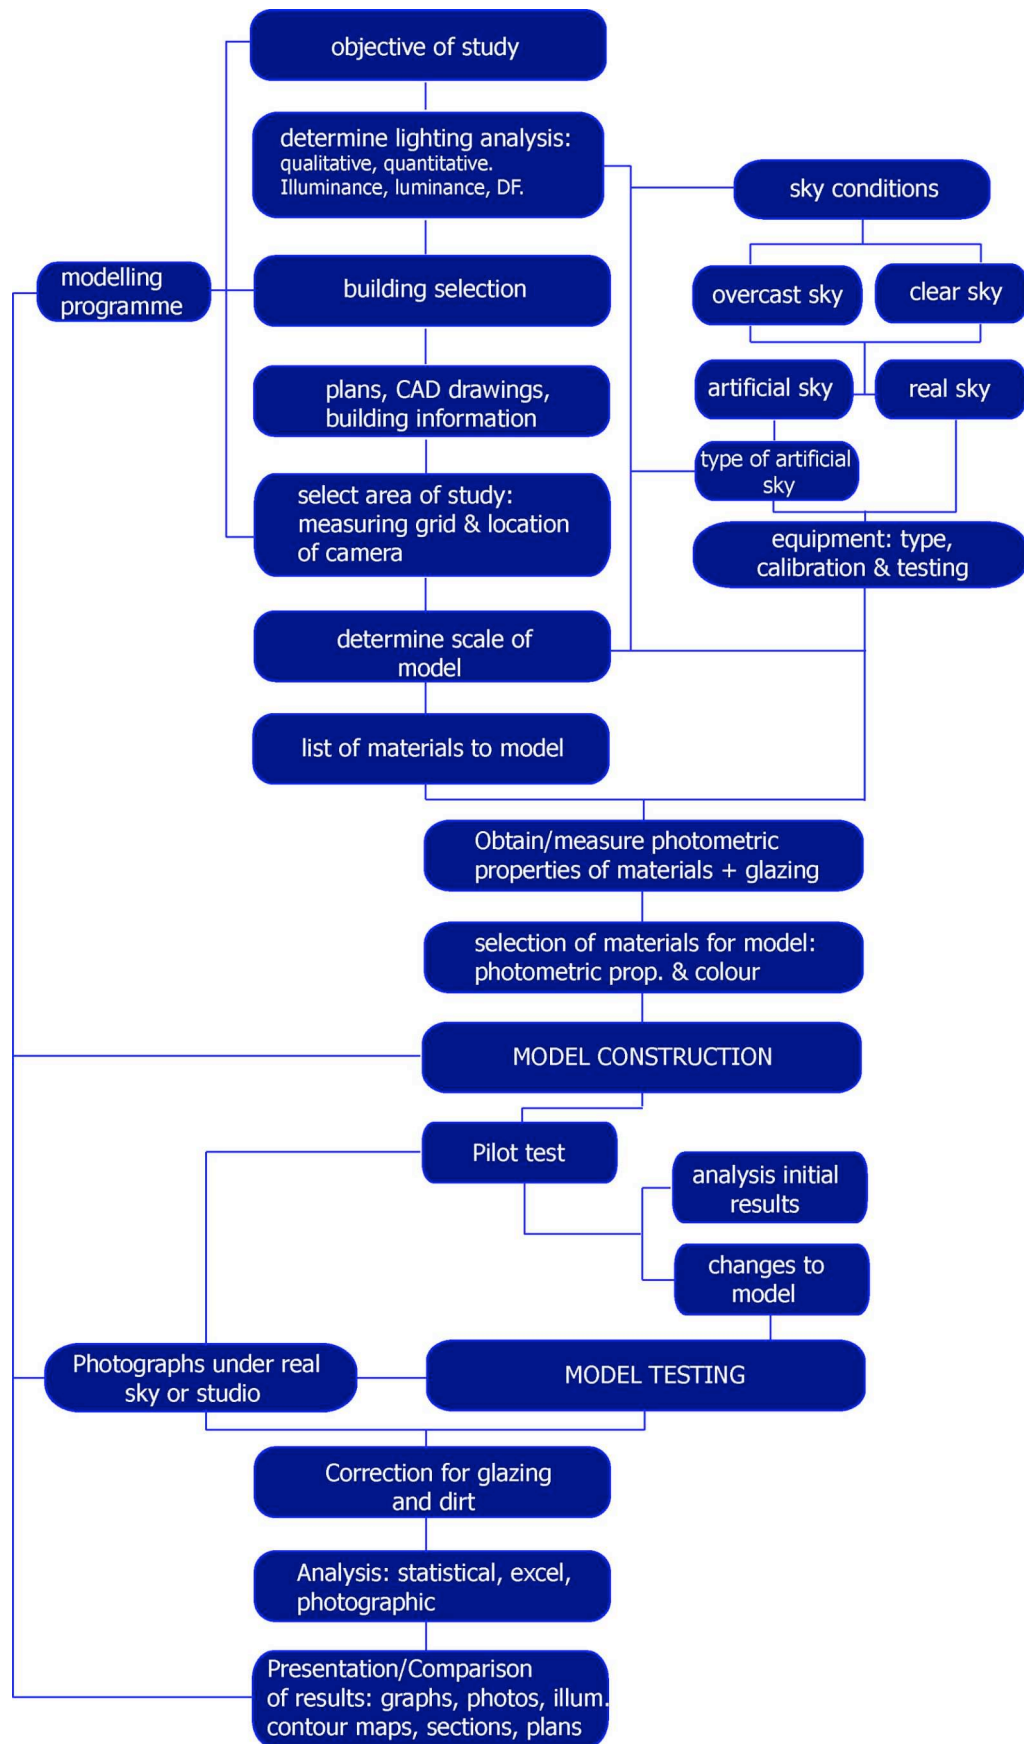 objective of study
determine lighting analysis:
qualitative, quantitative.
Illuminance, luminance, DF.
sky conditions
modelling
programme
building selection
overcast sky
clear sky
plans, CAD drawings,
building information
artificial sky
real sky
type of artificial
sky
select area of study:
measuring grid & location
of camera
equipment: type,
calibration & testing
determine scale of
model
list of materials to model
Obtain/measure photometric
properties of materials + glazing
selection of materials for model:
photometric prop. & colour
MODEL CONSTRUCTION
Pilot test
analysis initial
results
changes to
model
Photographs under real
sky or studio
MODEL TESTING
Correction for glazing
and dirt
Analysis: statistical, excel,
photographic
Presentation/Comparison
of results: graphs, photos, illum.
contour maps, sections, plans